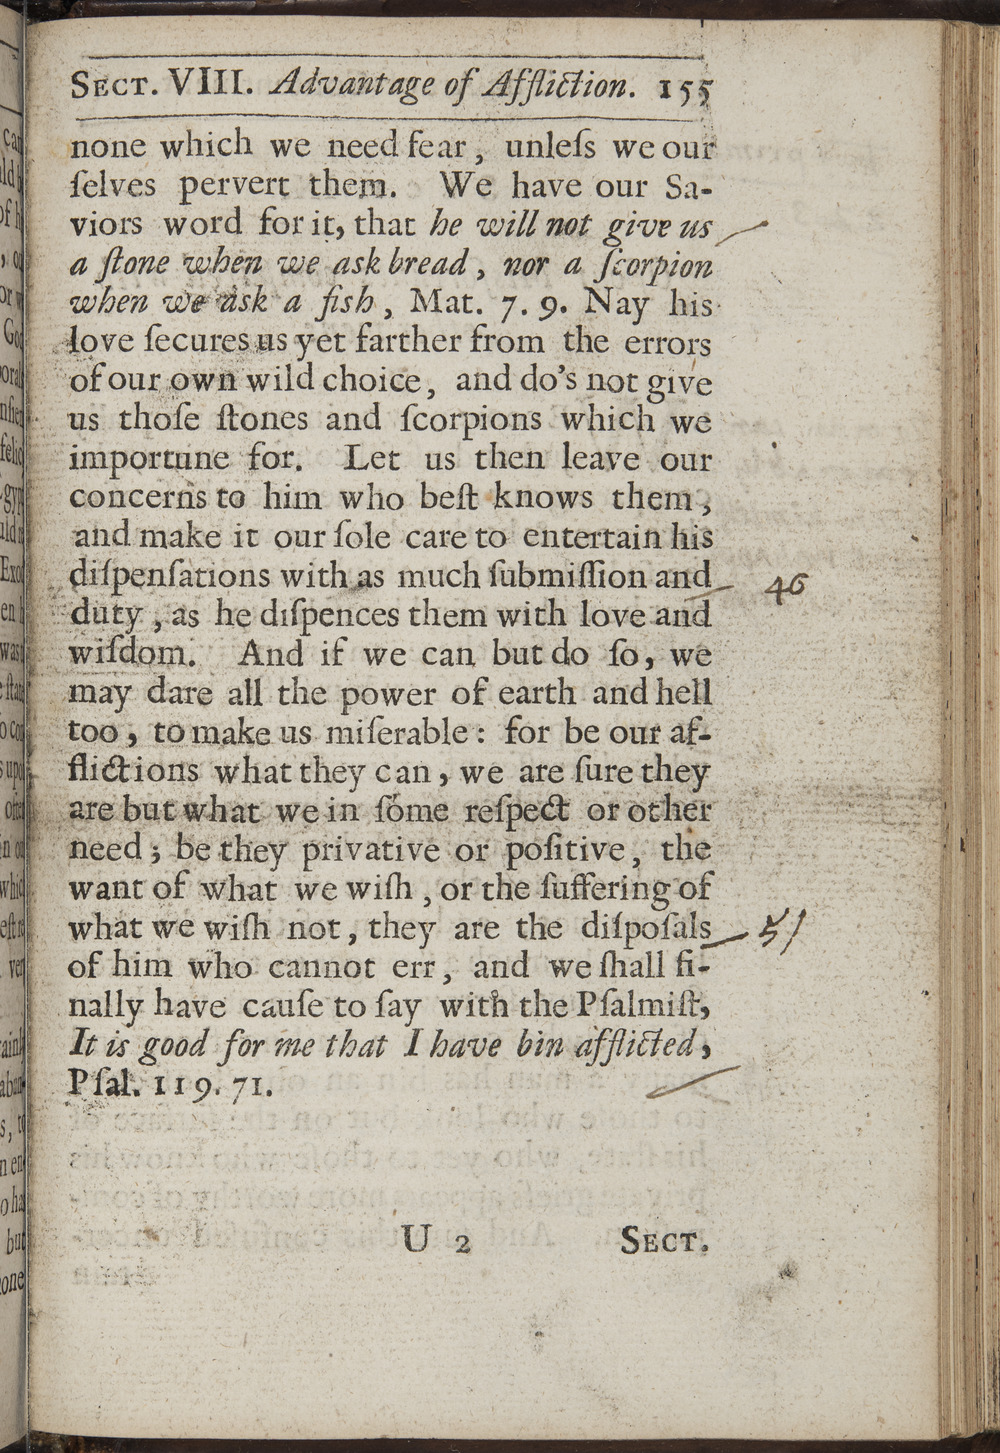 SECT. VIII. Advantage of Affliction. 155
none which we need fear, unleſs we our
ſelves pervert them. We have our Sa-
viors word for it, that he will not give us
a ſtone when we ask bread, nor a ſcorpion
when we ask a fish, Mat. 7. 9. Nay his
love ſecures us yet farther from the errors
of our own wild choice, and do's not give
us thoſe ſtones and ſcorpions which we
importune for. Let us then leave our
concerns to him who beſt knows them,
and make it our ſole care to entertain his
diſpenſations with as much ſubmiſſion and
46
duty, as he diſpences them with love and
wiſdom. And if we can but do ſo, we
may dare all the power of earth and hell
too, to make us miſerable: for be our af-
flictions what they can, we are ſure they
are but what we in ſome reſpect or other
need; be they privative or poſitive, the
want of what we wiſh, or the ſuffering of
what we wiſh not, they are the diſpoſals
51
of him who cannot err, and we ſhall fi-
nally have cauſe to ſay with the Pſalmiſt,
It is good for me that I have bin afflicted,
Pſal. 119. 71.
U 2 SECT.